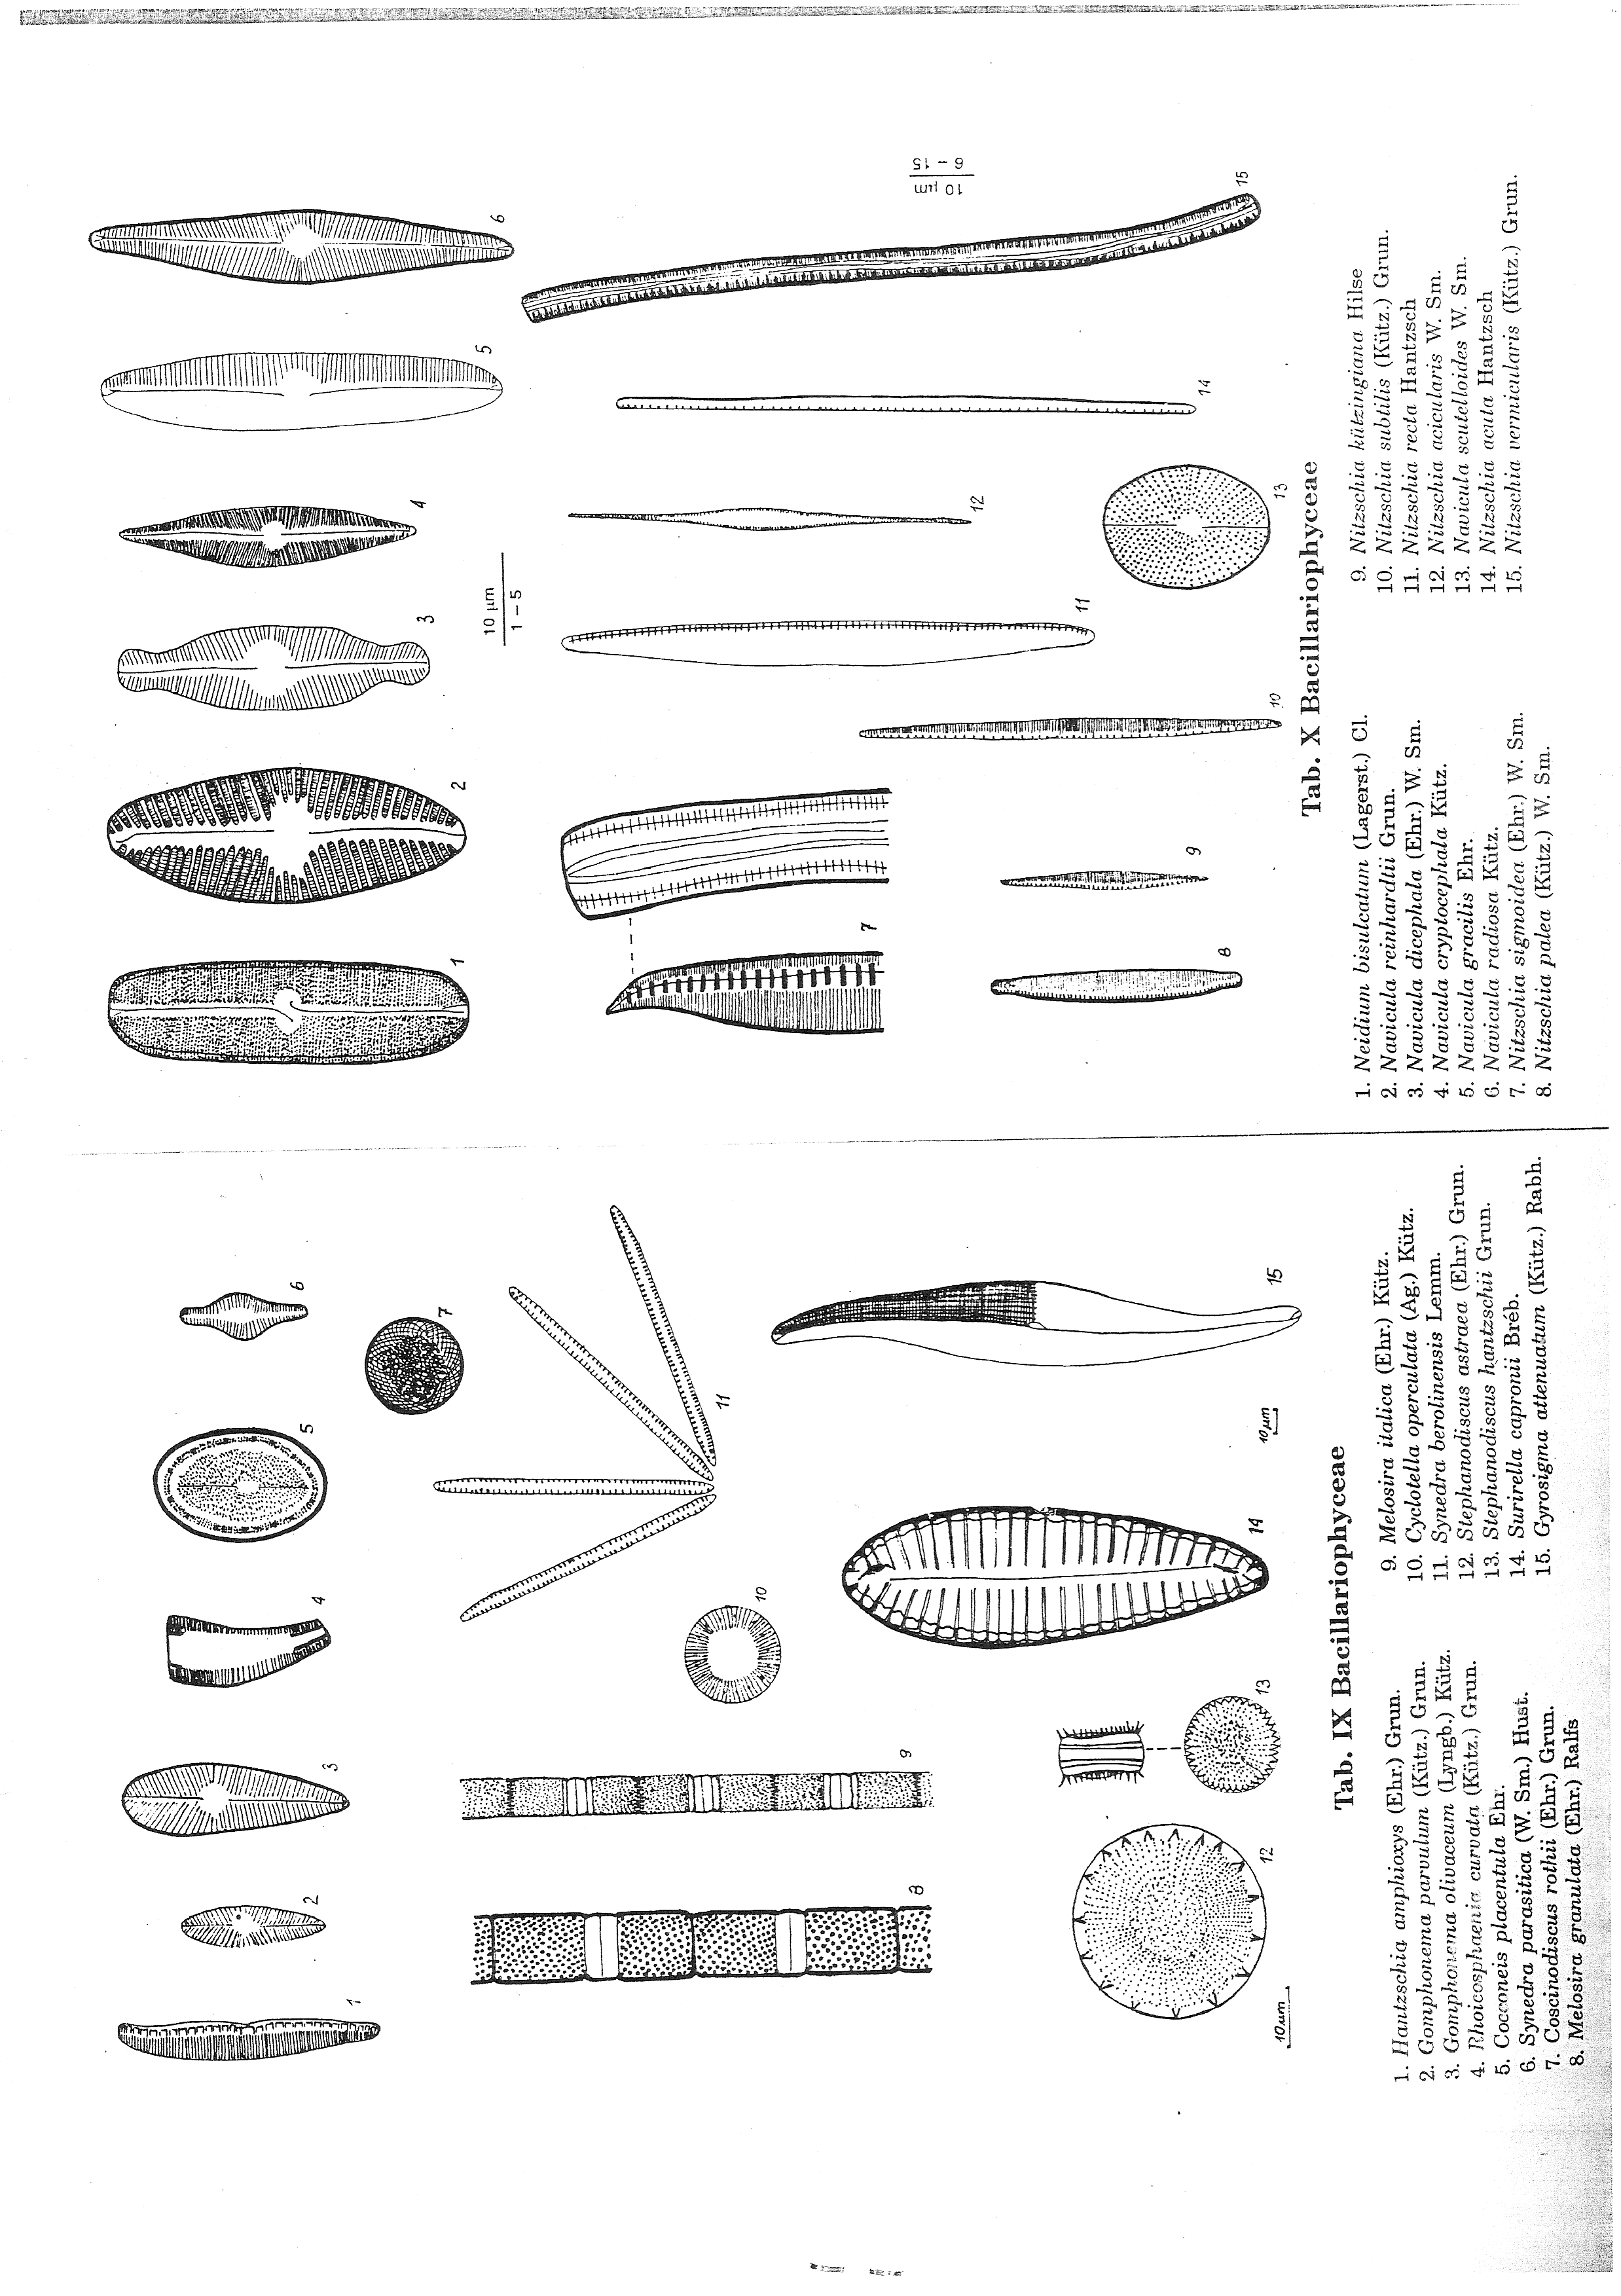 1
2
3
4
5
6
7
8
9
10
11
12
13
14
15
10µm
10µm
Tab. IX Bacillariophyceae
1. Hantzschia amphioxys (Ehr.) Grun.
2. Gomphonema parvulum (Kütz.) Grun.
3. Gomphonema olivaceum (Lyngb.) Kütz.
4. Rhoicosphaenia curvata (Kütz.) Grun.
5. Cocconeis placentula Ehr.
6. Synedra parasitica (W. Sm.) Hust.
7. Coscinodiscus rothii (Ehr.) Grun.
8. Melosira granulata (Ehr.) Ralfs
9. Melosira italica (Ehr.) Kütz.
10. Cyclotella operculata (Ag.) Kütz.
11. Synedra berolinensis Lemm.
12. Stephanodiscus astraea (Ehr.) Grun.
13. Stephanodiscus hantzschii Grun.
14. Surirella capronii Bréb.
15. Gyrosigma attenuatum (Kütz.) Rabh.
1
2
3
4
5
6
10 µm
1 – 5
7
8
9
10
11
12
13
14
15
10 µm
6 – 15
Tab. X Bacillariophyceae
1. Neidium bisulcatum (Lagerst.) Cl.
2. Navicula reinhardtii Grun.
3. Navicula dicephala (Ehr.) W. Sm.
4. Navicula cryptocephala Kütz.
5. Navicula gracilis Ehr.
6. Navicula radiosa Kütz.
7. Nitzschia sigmoidea (Ehr.) W. Sm.
8. Nitzschia palea (Kütz.) W. Sm.
9. Nitzschia kützingiana Hilse
10. Nitzschia subtilis (Kütz.) Grun.
11. Nitzschia recta Hantzsch
12. Nitzschia acicularis W. Sm.
13. Navicula scutelloides W. Sm.
14. Nitzschia acuta Hantzsch
15. Nitzschia vermicularis (Kütz.) Grun.